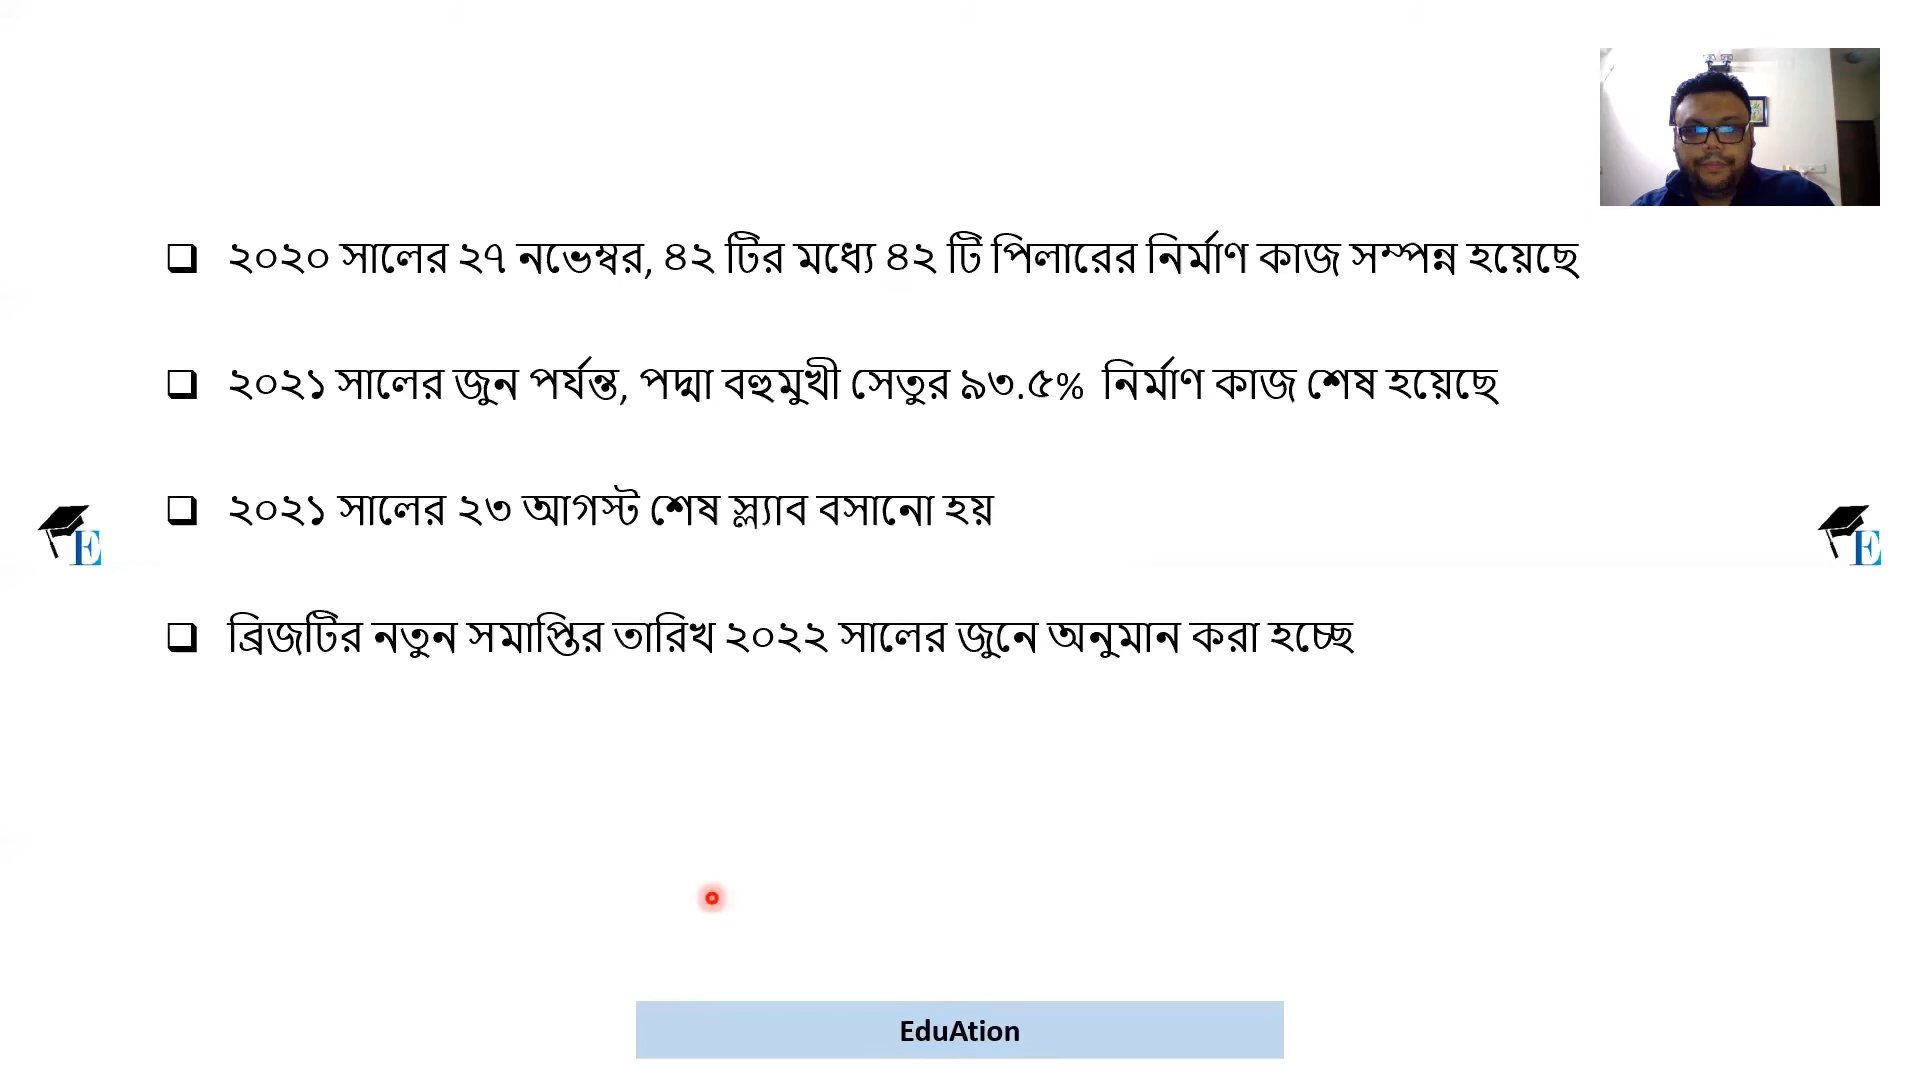 ২০২০ সালের ২৭ নভেম্বর, ৪২ টির মধ্যে ৪২ টি পিলারের নির্মাণ কাজ সম্পন্ন হয়েছে
২০২১ সালের জুন পর্যন্ত, পদ্মা বহুমুখী সেতুর ৯৩.৫% নির্মাণ কাজ শেষ হয়েছে
২০২১ সালের ২৩ আগস্ট শেষ স্ল্যাব বসানো হয়
E
E
ব্রিজটির নতুন সমাপ্তির তারিখ ২০২২ সালের জুনে অনুমান করা হচ্ছে
EduAtion